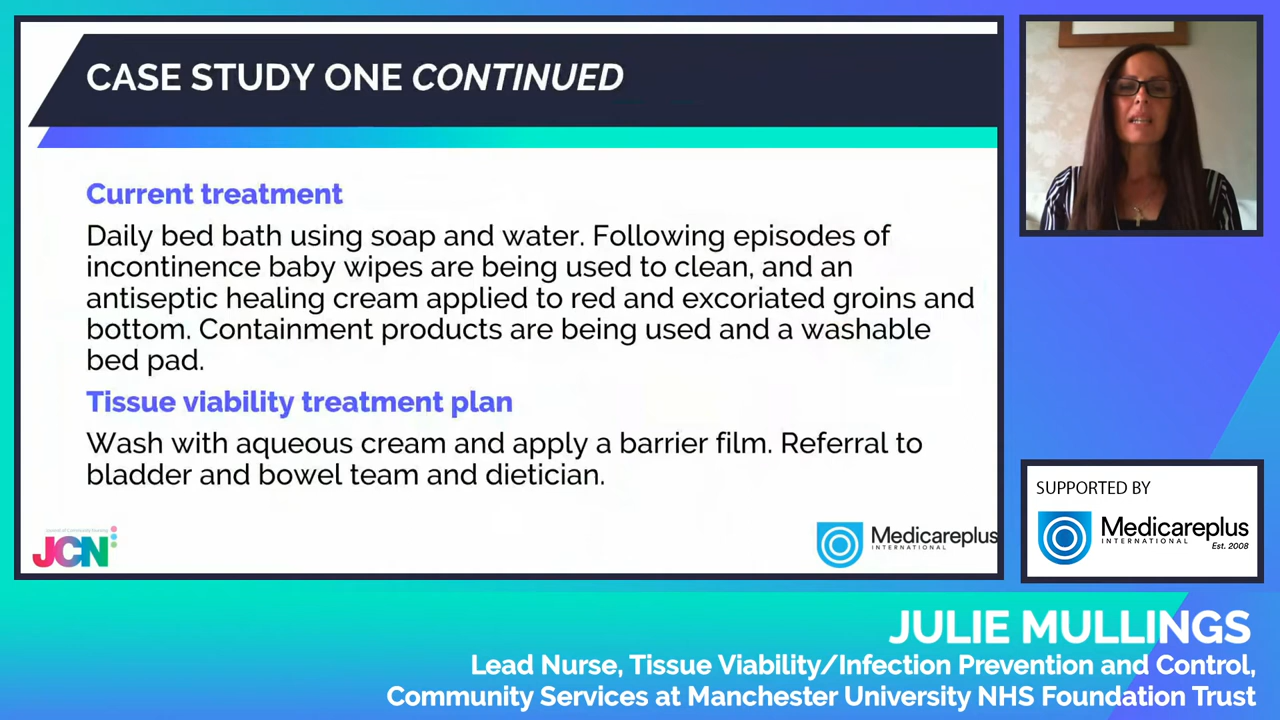 CASE STUDY ONE CONTINUED
Current treatment
Daily bed bath using soap and water. Following episodes of
incontinence baby wipes are being used to clean, and an
antiseptic healing cream applied to red and excoriated groins and
bottom. Containment products are being used and a washable
bed pad.
Tissue viability treatment plan
Wash with aqueous cream and apply a barrier film. Referral to
bladder and bowel team and dietician.
Journal of Community Nursing
JCN
Medicareplus
INTERNATIONAL
SUPPORTED BY
Medicareplus
INTERNATIONAL
Est. 2008
JULIE MULLINGS
Lead Nurse, Tissue Viability/Infection Prevention and Control,
Community Services at Manchester University NHS Foundation Trust